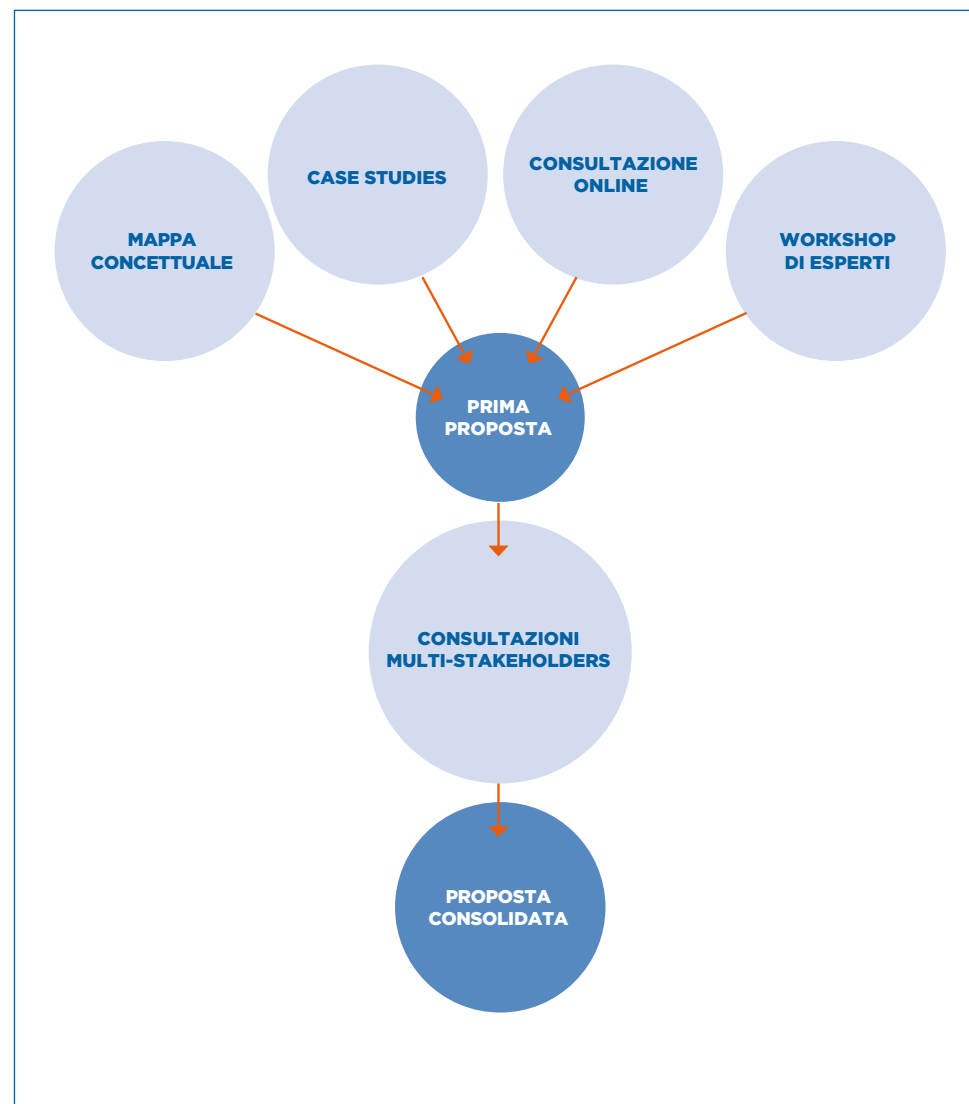 MAPPA
CONCETTUALE
CASE STUDIES
CONSULTAZIONE
ONLINE
WORKSHOP
DI ESPERTI
PRIMA
PROPOSTA
CONSULTAZIONI
MULTI-STAKEHOLDERS
PROPOSTA
CONSOLIDATA